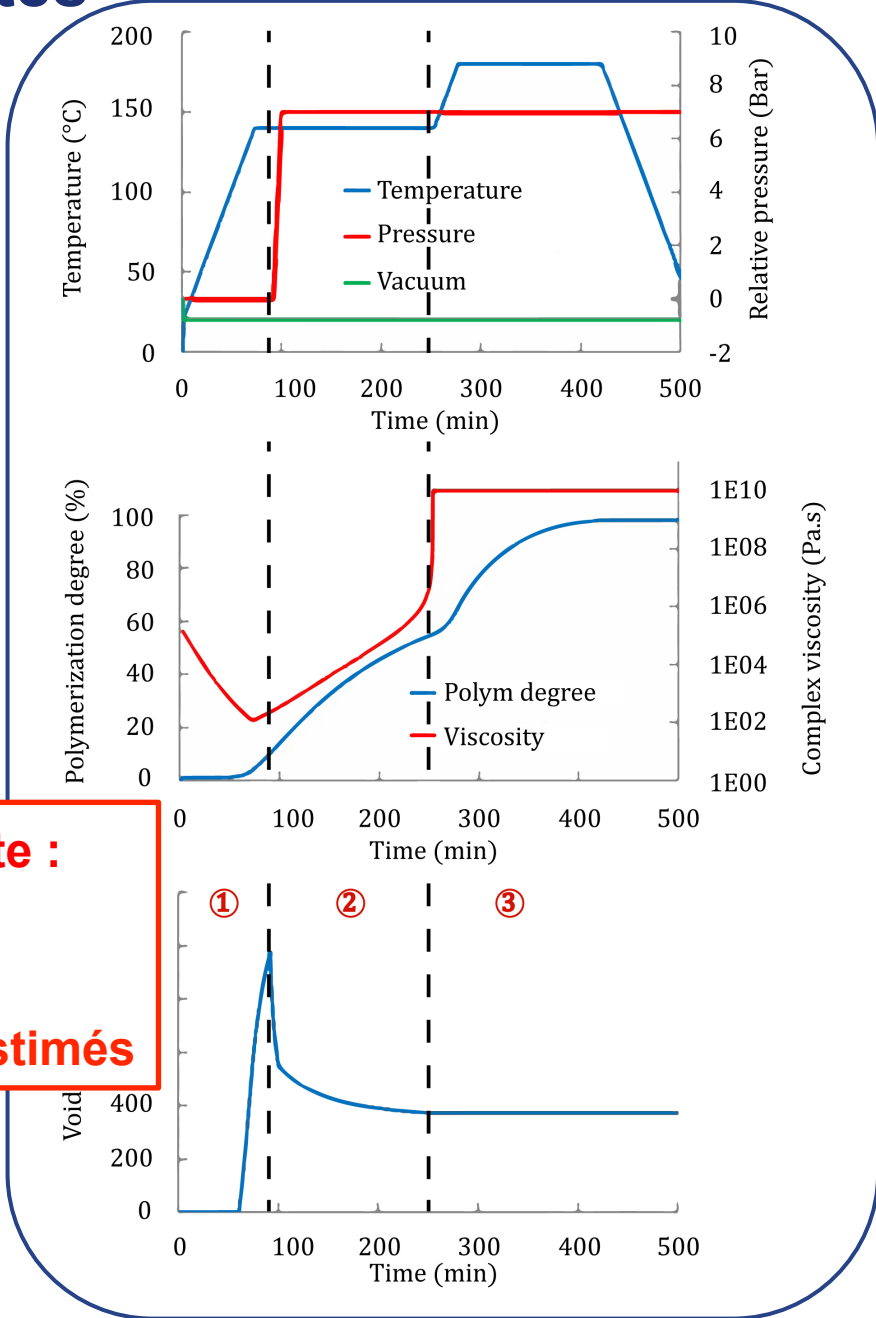 200
150
100
50
0
Temperature (°C)
10
8
6
4
2
0
-2
Relative pressure (Bar)
Temperature
Pressure
Vacuum
0 100 200 300 400 500
Time (min)
100
80
60
40
20
0
Polymerization degree (%)
1E10
1E08
1E06
1E04
1E02
1E00
Complex viscosity (Pa.s)
Polym degree
Viscosity
0 100 200 300 400 500
Time (min)
te :
stimés
① ② ③
Void
400
200
0
0 100 200 300 400 500
Time (min)